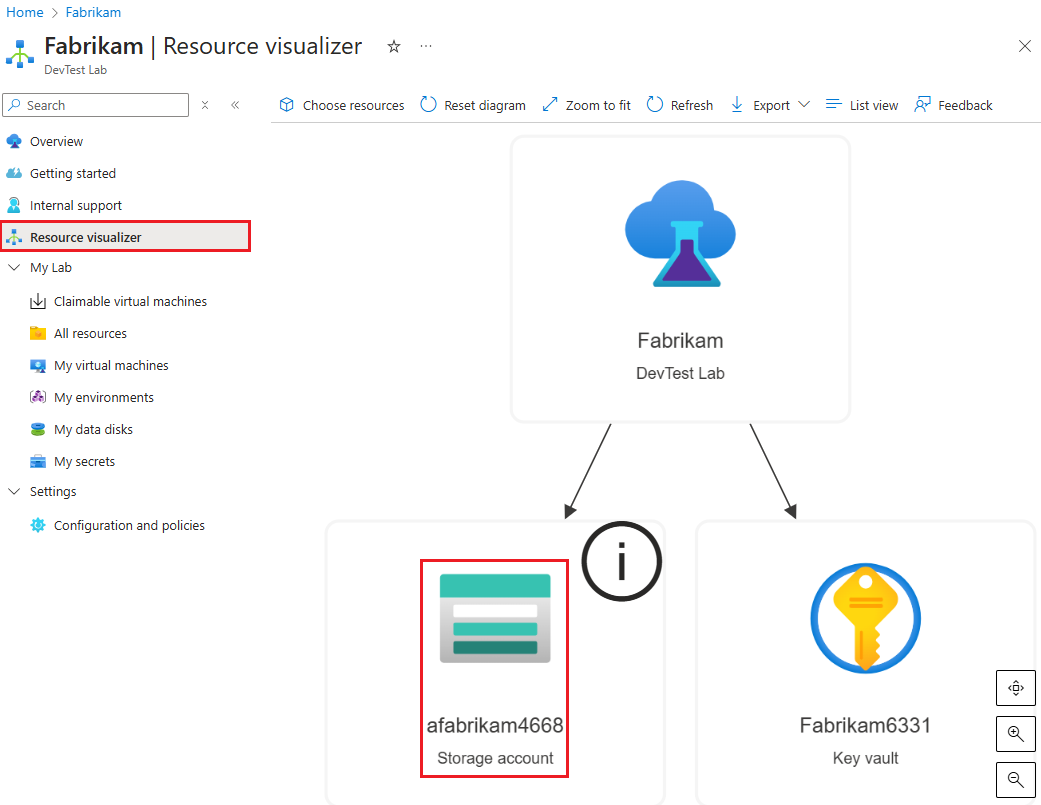 Home > Fabrikam
Fabrikam | Resource visualizer
DevTest Lab
Search
Choose resources
Reset diagram
Zoom to fit
Refresh
Export
List view
Feedback
Overview
Getting started
Internal support
Resource visualizer
My Lab
Claimable virtual machines
All resources
My virtual machines
My environments
My data disks
My secrets
Settings
Configuration and policies
Fabrikam
DevTest Lab
afabrikam4668
Storage account
Fabrikam6331
Key vault